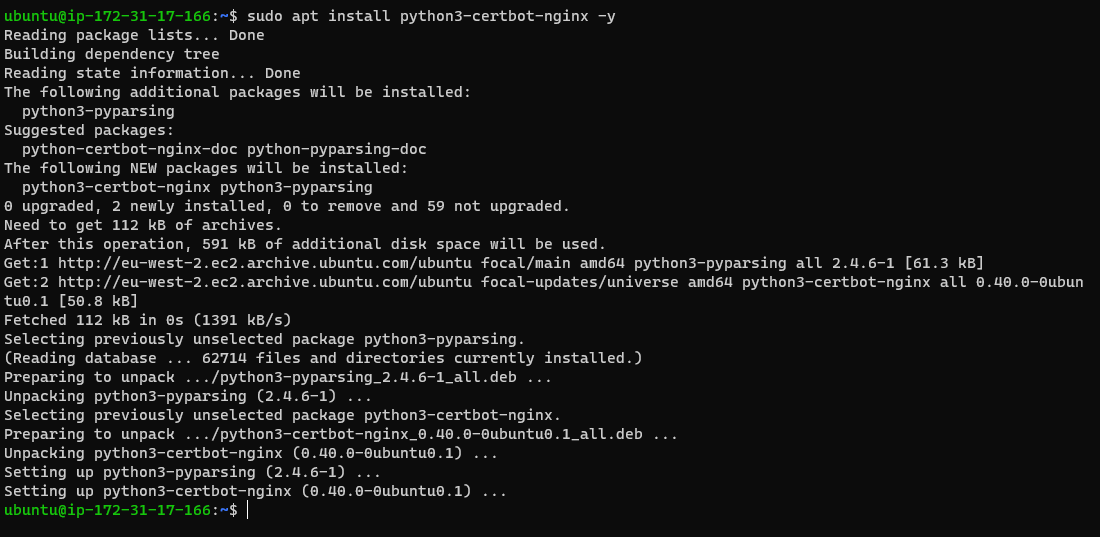 ubuntu@ip-172-31-17-166:~$ sudo apt install python3-certbot-nginx -y
Reading package lists... Done
Building dependency tree
Reading state information... Done
The following additional packages will be installed:
  python3-pyparsing
Suggested packages:
  python-certbot-nginx-doc python-pyparsing-doc
The following NEW packages will be installed:
  python3-certbot-nginx python3-pyparsing
0 upgraded, 2 newly installed, 0 to remove and 59 not upgraded.
Need to get 112 kB of archives.
After this operation, 591 kB of additional disk space will be used.
Get:1 http://eu-west-2.ec2.archive.ubuntu.com/ubuntu focal/main amd64 python3-pyparsing all 2.4.6-1 [61.3 kB]
Get:2 http://eu-west-2.ec2.archive.ubuntu.com/ubuntu focal-updates/universe amd64 python3-certbot-nginx all 0.40.0-0ubun
tu0.1 [50.8 kB]
Fetched 112 kB in 0s (1391 kB/s)
Selecting previously unselected package python3-pyparsing.
(Reading database ... 62714 files and directories currently installed.)
Preparing to unpack .../python3-pyparsing_2.4.6-1_all.deb ...
Unpacking python3-pyparsing (2.4.6-1) ...
Selecting previously unselected package python3-certbot-nginx.
Preparing to unpack .../python3-certbot-nginx_0.40.0-0ubuntu0.1_all.deb ...
Unpacking python3-certbot-nginx (0.40.0-0ubuntu0.1) ...
Setting up python3-pyparsing (2.4.6-1) ...
Setting up python3-certbot-nginx (0.40.0-0ubuntu0.1) ...
ubuntu@ip-172-31-17-166:~$